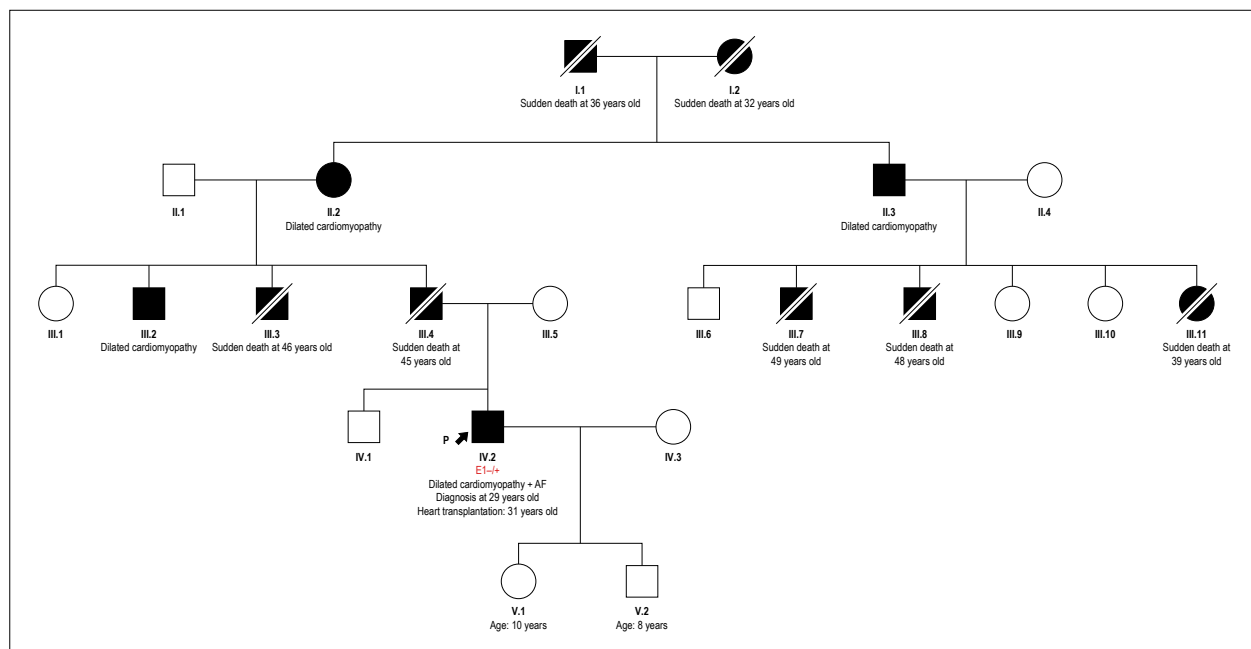 I.1
Sudden death at 36 years old
I.2
Sudden death at 32 years old
II.1
II.2
Dilated cardiomyopathy
II.3
Dilated cardiomyopathy
II.4
III.1
III.2
Dilated cardiomyopathy
III.3
Sudden death at 46 years old
III.4
Sudden death at
45 years old
III.5
III.6
III.7
Sudden death at
49 years old
III.8
Sudden death at
48 years old
III.9
III.10
III.11
Sudden death at
39 years old
IV.1
P
IV.2
E1–/+
Dilated cardiomyopathy + AF
Diagnosis at 29 years old
Heart transplantation: 31 years old
IV.3
V.1
Age: 10 years
V.2
Age: 8 years